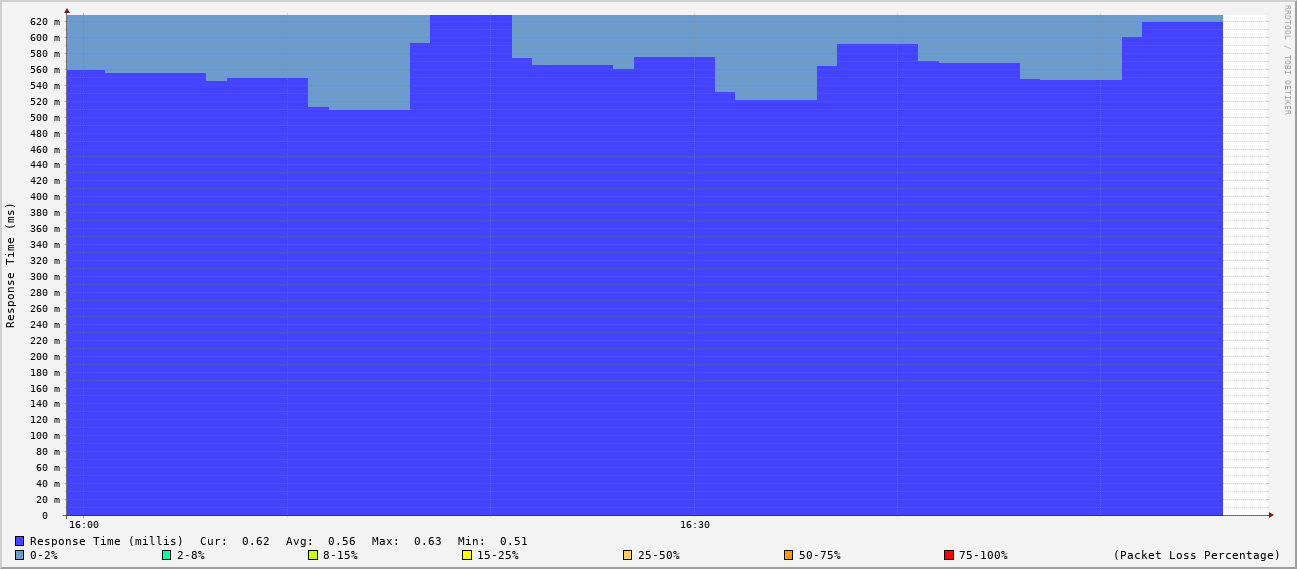 RRDTOOL / TOBI OETIKER
Response Time (ms)
620 m
600 m
580 m
560 m
540 m
520 m
500 m
480 m
460 m
440 m
420 m
400 m
380 m
360 m
340 m
320 m
300 m
280 m
260 m
240 m
220 m
200 m
180 m
160 m
140 m
120 m
100 m
80 m
60 m
40 m
20 m
0
16:00 16:30
Response Time (millis) Cur: 0.62 Avg: 0.56 Max: 0.63 Min: 0.51
0-2% 2-8% 8-15% 15-25% 25-50% 50-75% 75-100% (Packet Loss Percentage)